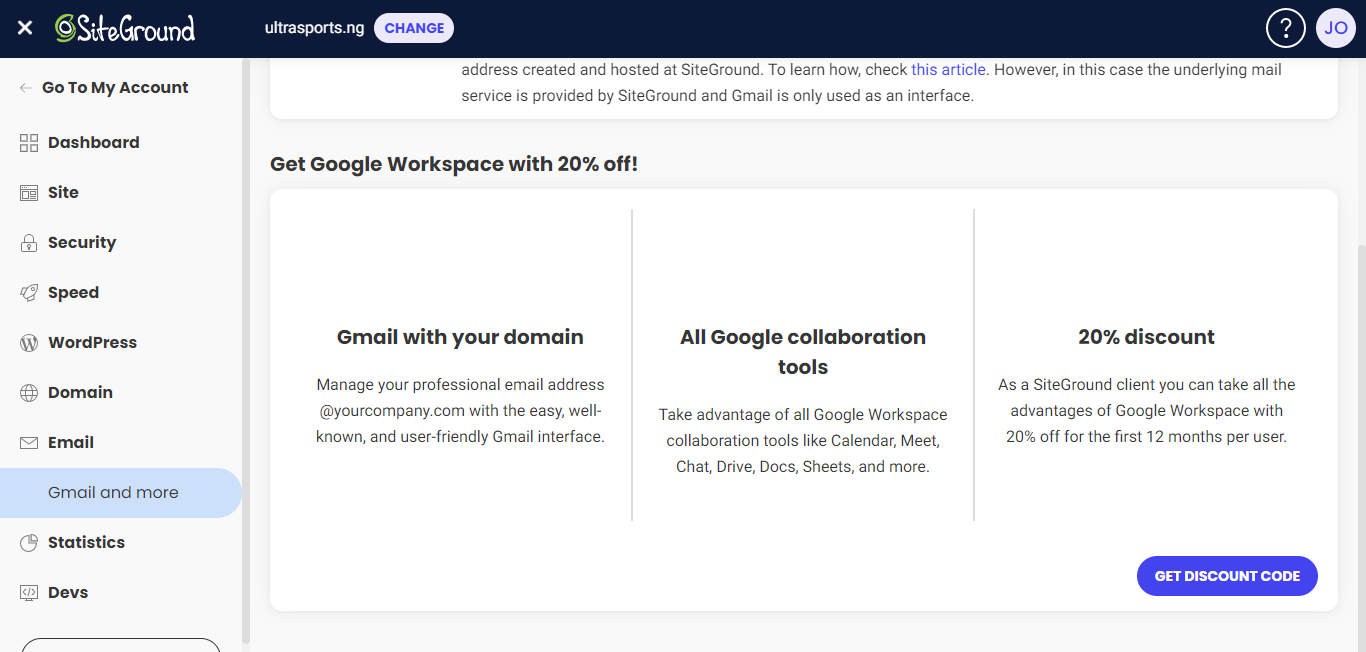 SiteGround
ultrasports.ng
CHANGE
?
JO
Go To My Account
Dashboard
Site
Security
Speed
WordPress
Domain
Email
Gmail and more
Statistics
Devs
address created and hosted at SiteGround. To learn how, check this article. However, in this case the underlying mail
service is provided by SiteGround and Gmail is only used as an interface.
Get Google Workspace with 20% off!
Gmail with your domain
Manage your professional email address
@yourcompany.com with the easy, well-
known, and user-friendly Gmail interface.
All Google collaboration
tools
Take advantage of all Google Workspace
collaboration tools like Calendar, Meet,
Chat, Drive, Docs, Sheets, and more.
20% discount
As a SiteGround client you can take all the
advantages of Google Workspace with
20% off for the first 12 months per user.
GET DISCOUNT CODE